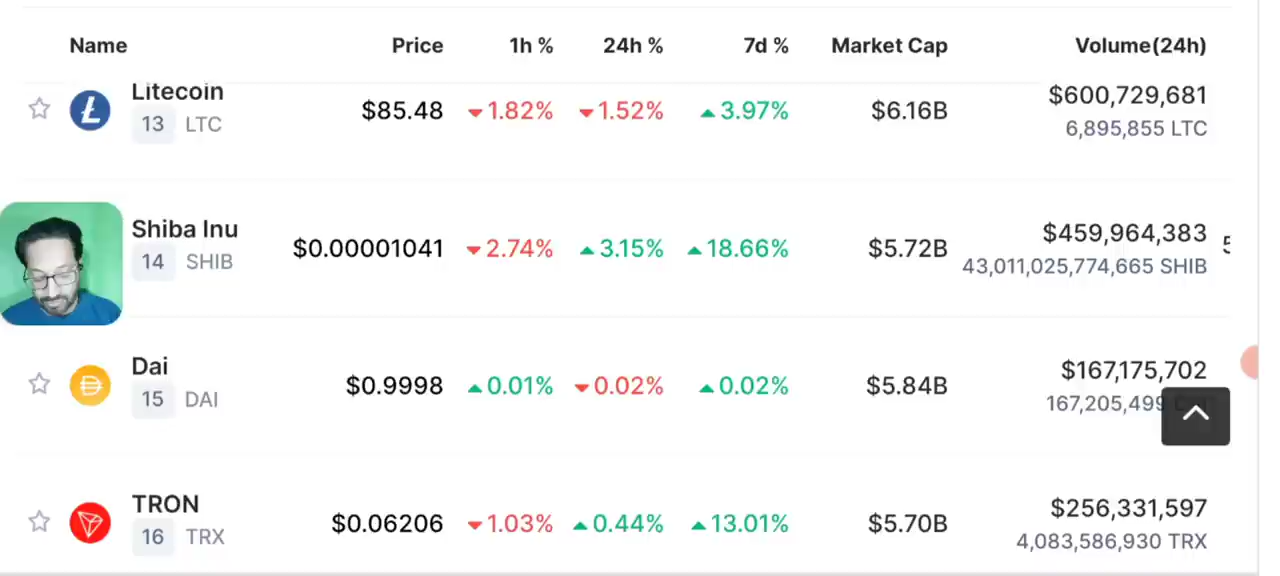 Name Price 1h % 24h % 7d % Market Cap Volume(24h)
Litecoin
13 LTC $85.48 1.82% 1.52% 3.97% $6.16B $600,729,681
6,895,855 LTC
Shiba Inu
14 SHIB $0.00001041 2.74% 3.15% 18.66% $5.72B $459,964,383
43,011,025,774,665 SHIB
Dai
15 DAI $0.9998 0.01% 0.02% 0.02% $5.84B $167,175,702
167,205,499
TRON
16 TRX $0.06206 1.03% 0.44% 13.01% $5.70B $256,331,597
4,083,586,930 TRX